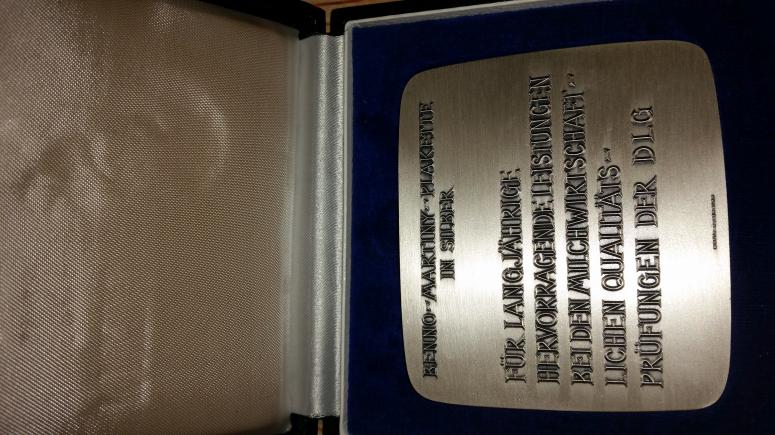 BENNO-MARTINY-PLAKETTE
IN SILBER
FÜR LANGJÄHRIGE
HERVORRAGENDE LEISTUNGEN
BEI DEN MILCHWIRTSCHAFT-
LICHEN QUALITÄTS-
PRÜFUNGEN DER DLG